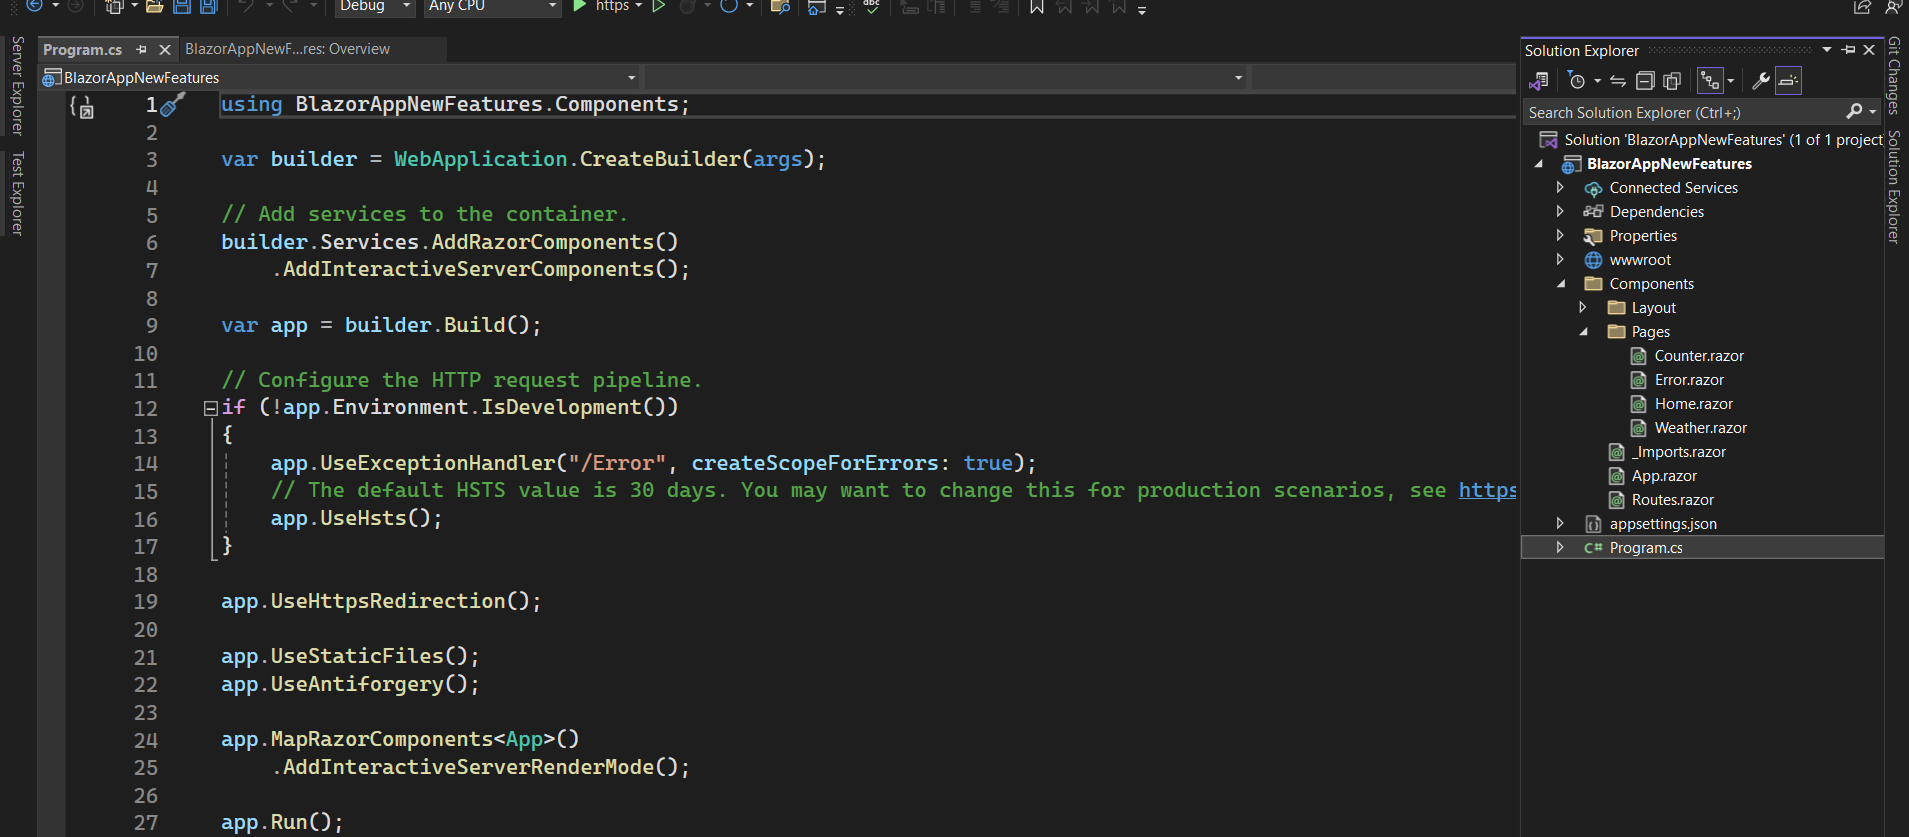 Debug Any CPU https
Server Explorer
Test Explorer
Program.cs BlazorAppNewF...res: Overview
BlazorAppNewFeatures
1 using BlazorAppNewFeatures.Components;
2
3 var builder = WebApplication.CreateBuilder(args);
4
5 // Add services to the container.
6 builder.Services.AddRazorComponents()
7     .AddInteractiveServerComponents();
8
9 var app = builder.Build();
10
11 // Configure the HTTP request pipeline.
12 if (!app.Environment.IsDevelopment())
13 {
14     app.UseExceptionHandler("/Error", createScopeForErrors: true);
15     // The default HSTS value is 30 days. You may want to change this for production scenarios, see https
16     app.UseHsts();
17 }
18
19 app.UseHttpsRedirection();
20
21 app.UseStaticFiles();
22 app.UseAntiforgery();
23
24 app.MapRazorComponents<App>()
25     .AddInteractiveServerRenderMode();
26
27 app.Run();
Solution Explorer
Search Solution Explorer (Ctrl+;)
Solution 'BlazorAppNewFeatures' (1 of 1 project
BlazorAppNewFeatures
Connected Services
Dependencies
Properties
wwwroot
Components
Layout
Pages
Counter.razor
Error.razor
Home.razor
Weather.razor
_Imports.razor
App.razor
Routes.razor
appsettings.json
C# Program.cs
Git Changes
Solution Explorer